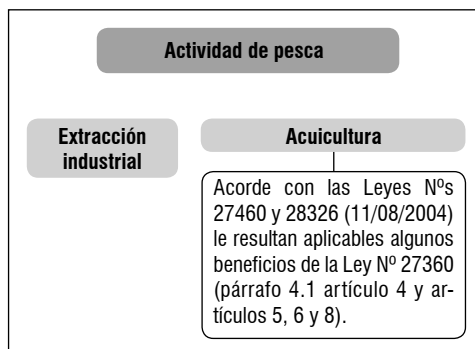 Actividad de pesca
Extracción
industrial
Acuicultura
Acorde con las Leyes Nºs
27460 y 28326 (11/08/2004)
le resultan aplicables algunos
beneficios de la Ley Nº 27360
(párrafo 4.1 artículo 4 y ar-
tículos 5, 6 y 8).